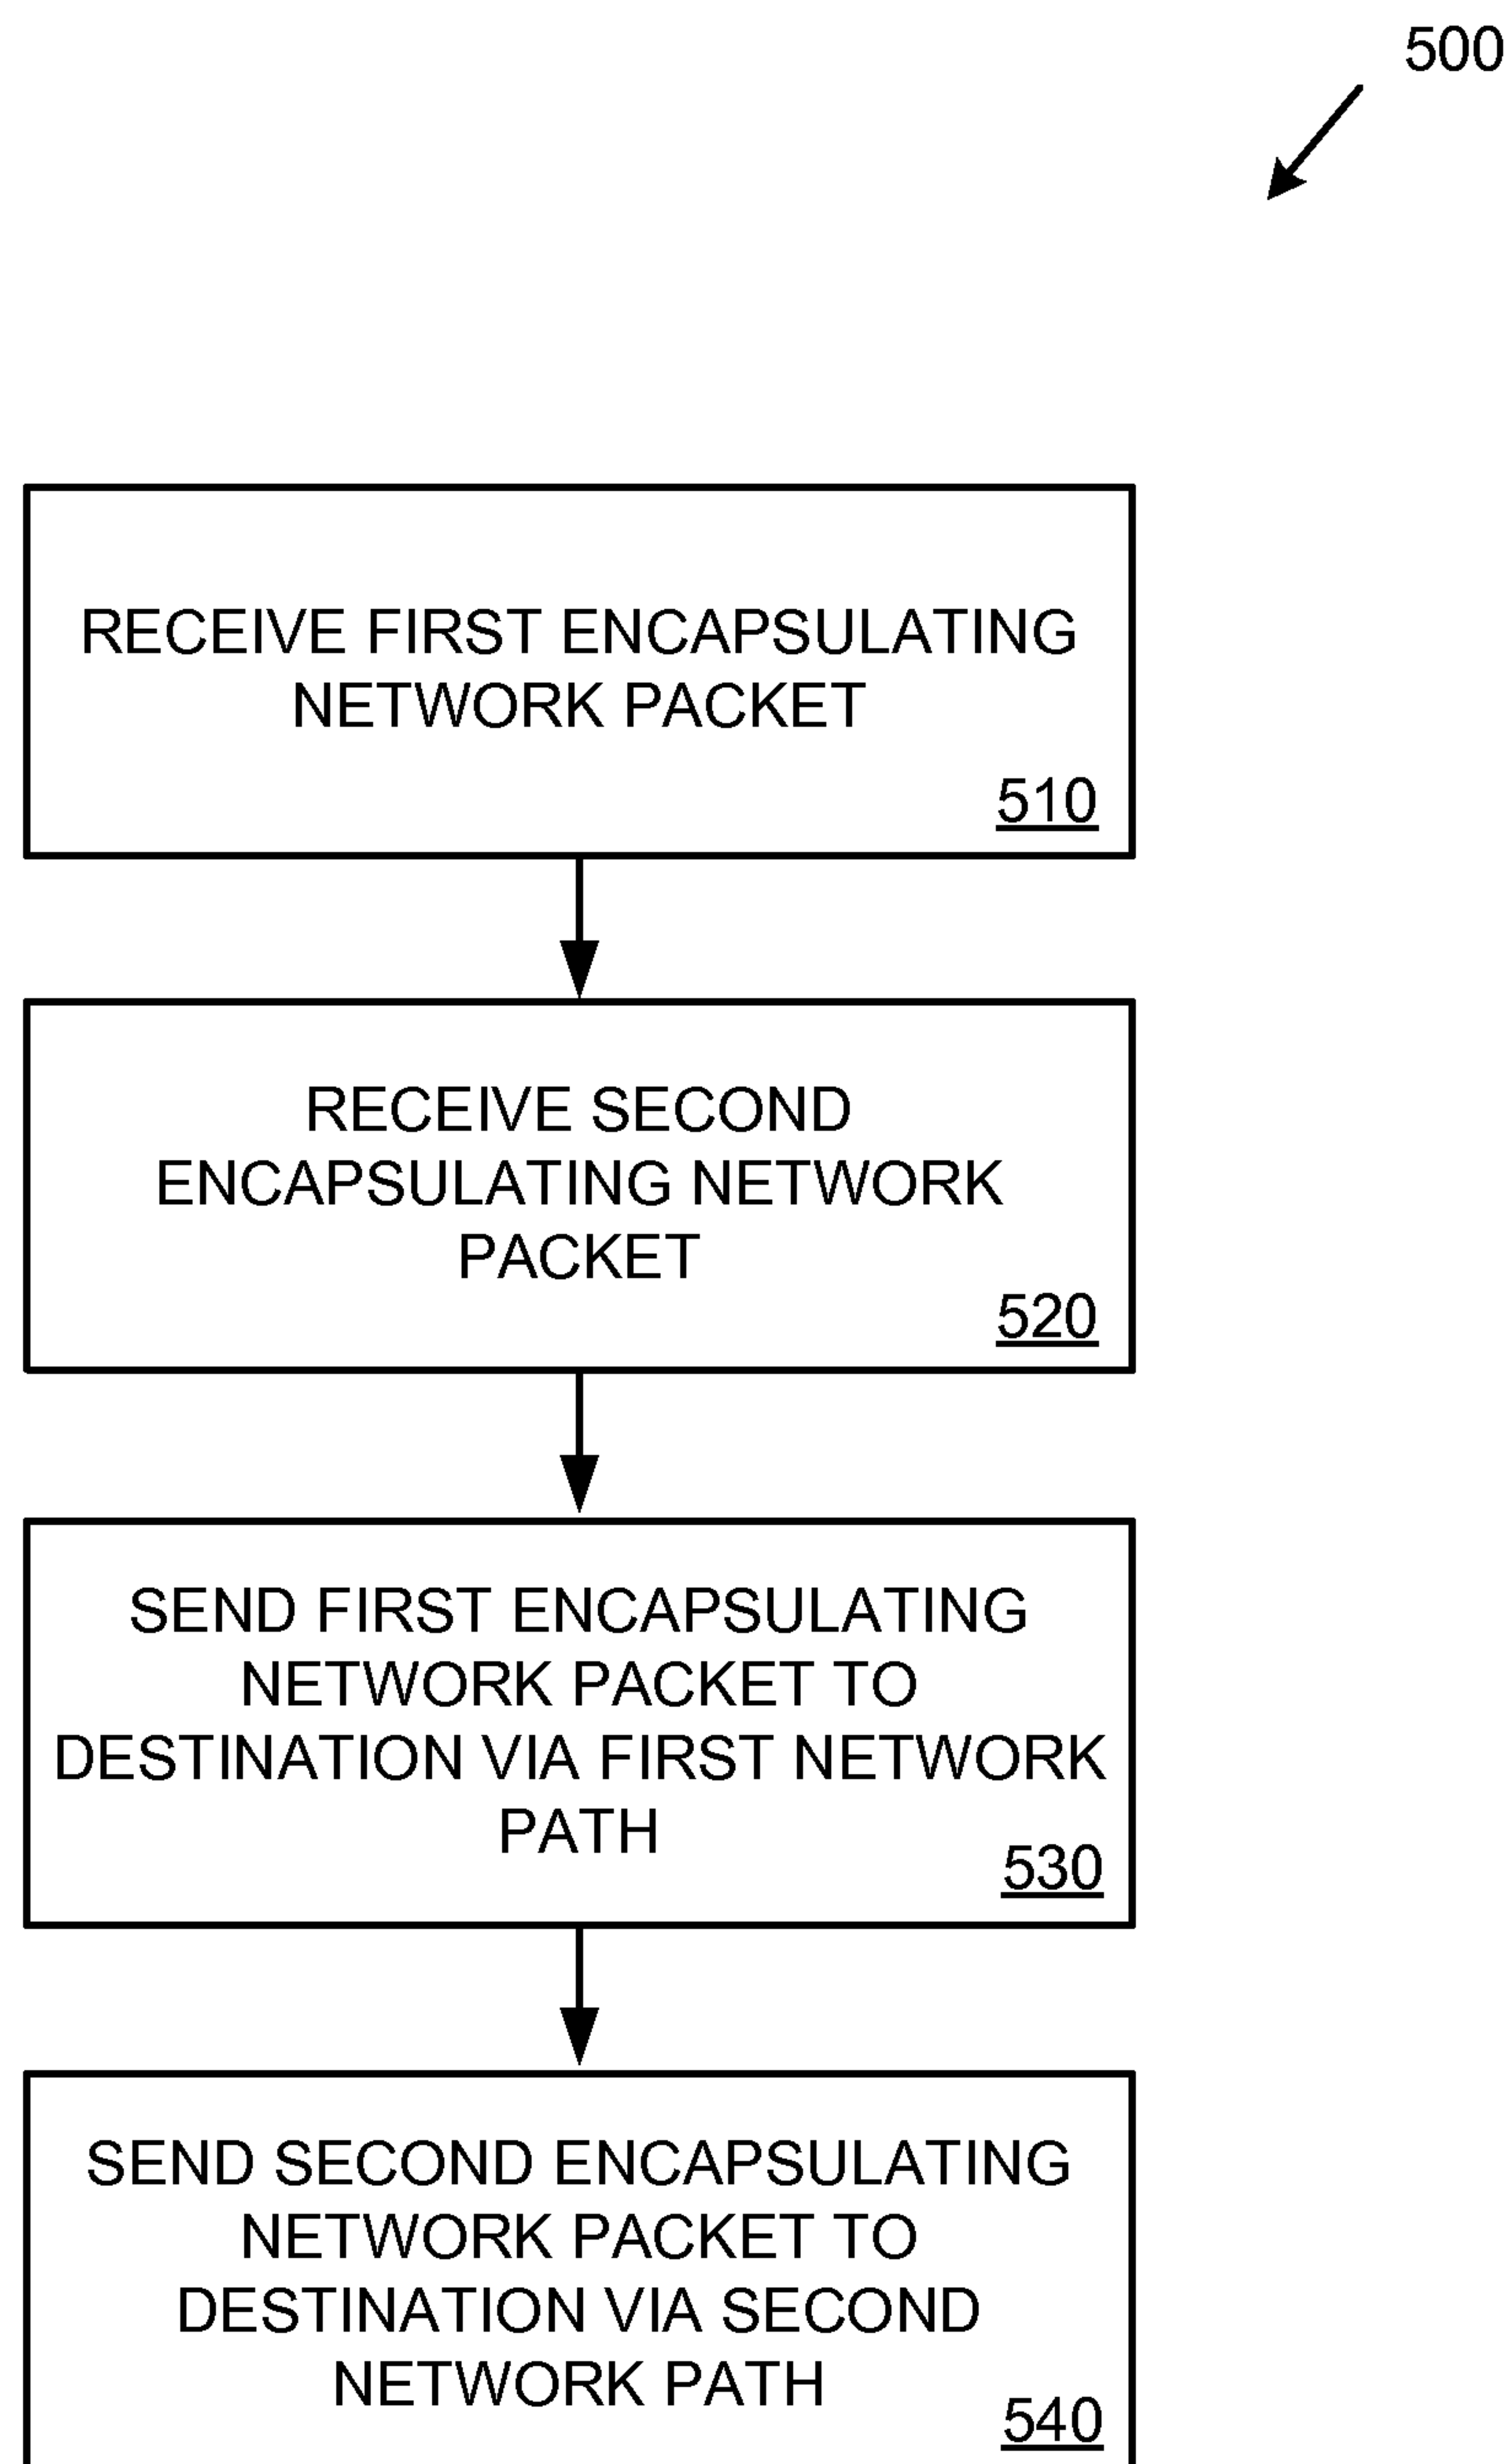 500
RECEIVE FIRST ENCAPSULATING
NETWORK PACKET
510
RECEIVE SECOND
ENCAPSULATING NETWORK
PACKET
520
SEND FIRST ENCAPSULATING
NETWORK PACKET TO
DESTINATION VIA FIRST NETWORK
PATH
530
SEND SECOND ENCAPSULATING
NETWORK PACKET TO
DESTINATION VIA SECOND
NETWORK PATH
540